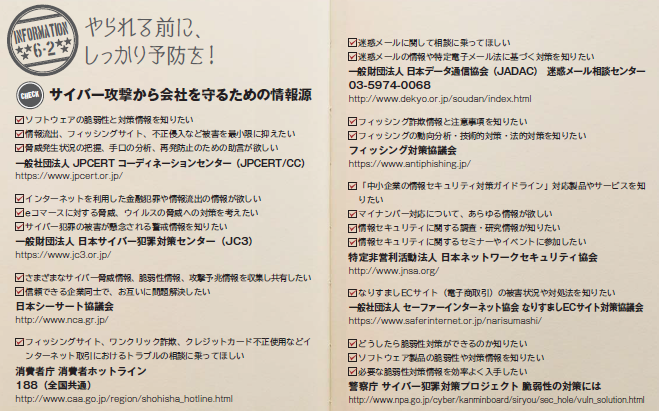 INFORMATION
6-2
やられる前に、
しっかり予防を！
CHECK
サイバー攻撃から会社を守るための情報源
ソフトウェアの脆弱性と対策情報を知りたい
情報流出、フィッシングサイト、不正侵入など被害を最小限に抑えたい
脅威発生状況の把握、手口の分析、再発防止のための助言が欲しい
一般社団法人 JPCERT コーディネーションセンター（JPCERT/CC）
https://www.jpcert.or.jp/
インターネットを利用した金融犯罪や情報流出の情報が欲しい
eコマースに対する脅威、ウイルスの脅威への対策を考えたい
サイバー犯罪の被害が懸念される警戒情報を知りたい
一般財団法人 日本サイバー犯罪対策センター（JC3）
https://www.jc3.or.jp/
さまざまなサイバー脅威情報、脆弱性情報、攻撃予兆情報を収集し共有したい
信頼できる企業同士で、お互いに問題解決したい
日本シーサート協議会
http://www.nca.gr.jp/
フィッシングサイト、ワンクリック詐欺、クレジットカード不正使用などイ
ンターネット取引におけるトラブルの相談に乗ってほしい
消費者庁 消費者ホットライン
188（全国共通）
http://www.caa.go.jp/region/shohisha_hotline.html
迷惑メールに関して相談に乗ってほしい
迷惑メールの情報や特定電子メール法に基づく対策を知りたい
一般財団法人 日本データ通信協会（JADAC） 迷惑メール相談センター
03-5974-0068
http://www.dekyo.or.jp/soudan/index.html
フィッシング詐欺情報と注意事項を知りたい
フィッシングの動向分析・技術的対策・法的対策を知りたい
フィッシング対策協議会
https://www.antiphishing.jp/
「中小企業の情報セキュリティ対策ガイドライン」対応製品やサービスを知
りたい
マイナンバー対応について、あらゆる情報が欲しい
情報セキュリティに関する調査・研究情報が知りたい
情報セキュリティに関するセミナーやイベントに参加したい
特定非営利活動法人 日本ネットワークセキュリティ協会
http://www.jnsa.org/
なりすましECサイト（電子商取引）の被害状況や対処法を知りたい
一般社団法人 セーファーインターネット協会 なりすましECサイト対策協議会
https://www.saferinternet.or.jp/narisumashi/
どうしたら脆弱性対策ができるのか知りたい
ソフトウェア製品の脆弱性や対策情報を知りたい
必要な脆弱性対策情報を効率よく入手したい
警察庁 サイバー犯罪対策プロジェクト 脆弱性の対策には
http://www.npa.go.jp/cyber/kanminboard/siryou/sec_hole/vuln_solution.html